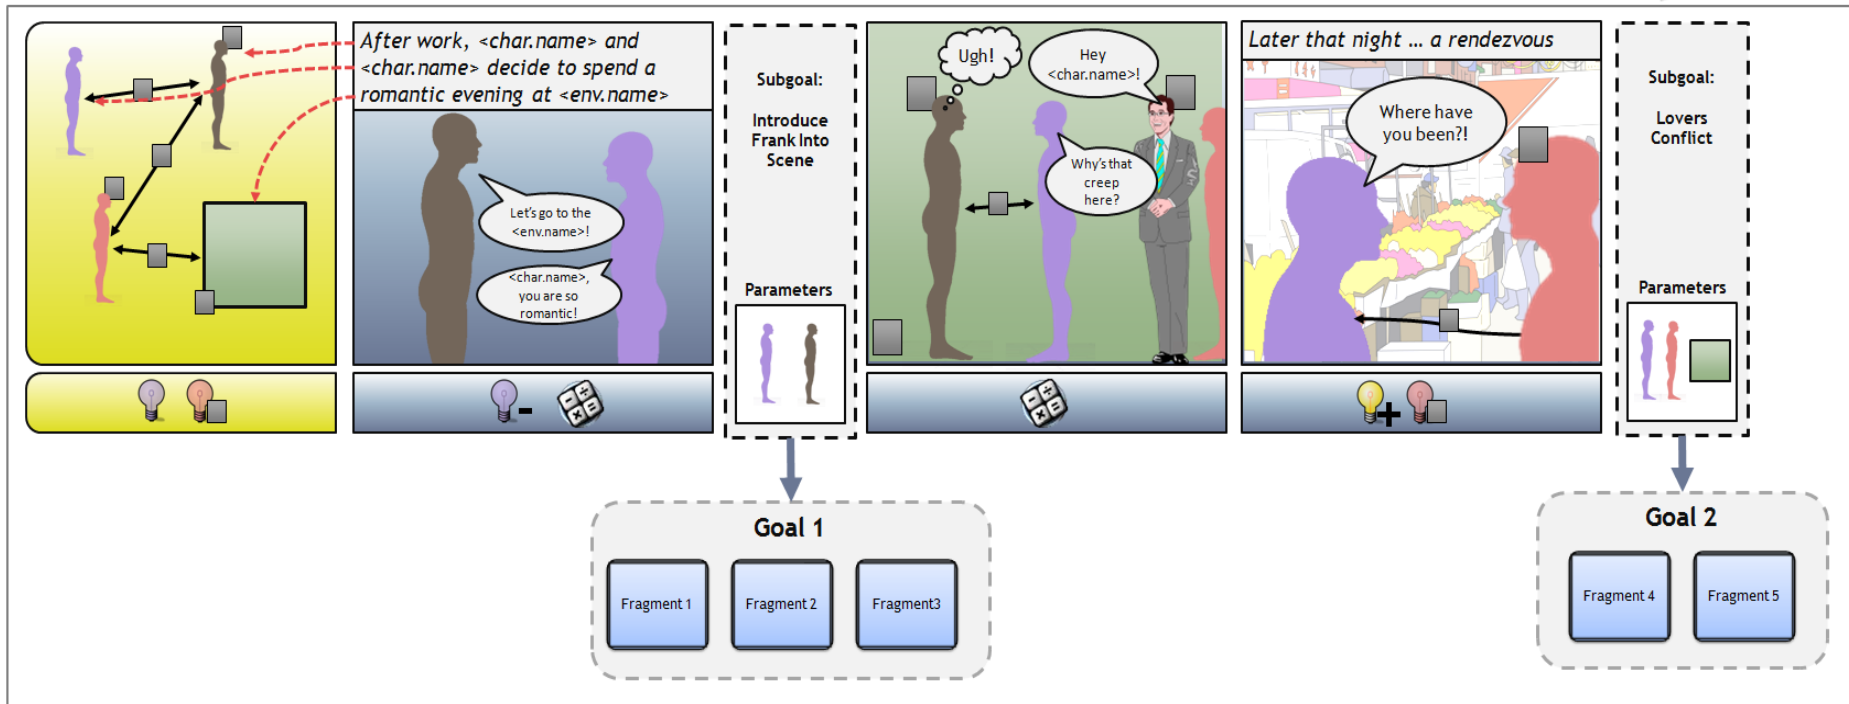 After work, <char.name> and
<char.name> decide to spend a
romantic evening at <env.name>
Let's go to the
<env.name>!
<char.name>,
you are so
romantic!
Subgoal:
Introduce
Frank Into
Scene
Parameters
Ugh!
Hey
<char.name>!
Why's that
creep
here?
Later that night ... a rendezvous
Where have
you been?!
Subgoal:
Lovers
Conflict
Parameters
Goal 1
Fragment 1
Fragment 2
Fragment3
Goal 2
Fragment 4
Fragment 5